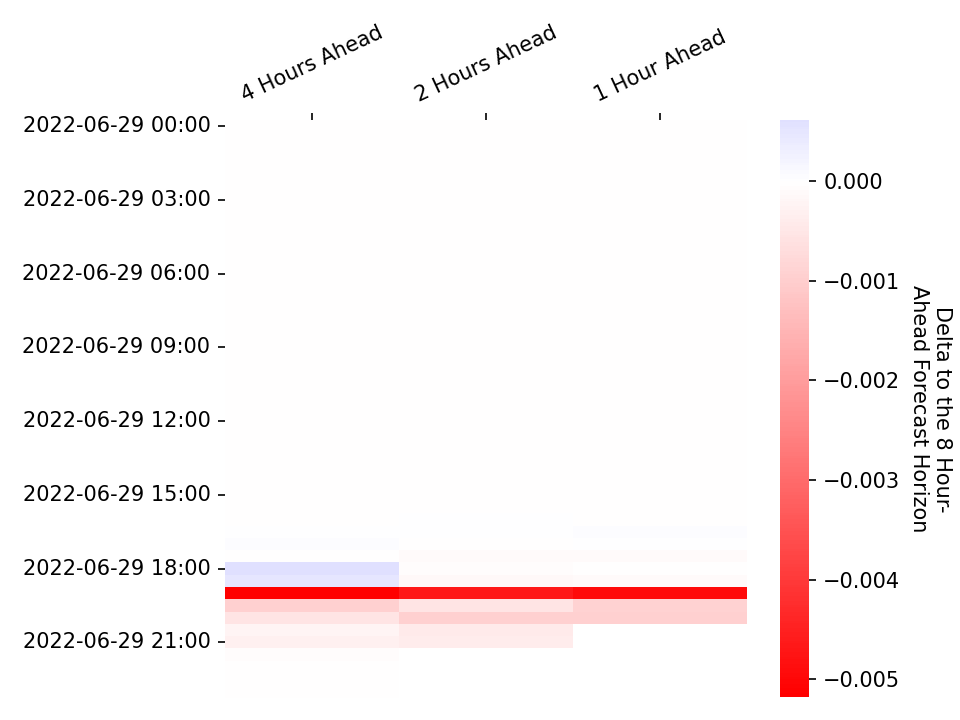 4 Hours Ahead
2 Hours Ahead
1 Hour Ahead
2022-06-29 00:00
2022-06-29 03:00
2022-06-29 06:00
2022-06-29 09:00
2022-06-29 12:00
2022-06-29 15:00
2022-06-29 18:00
2022-06-29 21:00
0.000
−0.001
−0.002
−0.003
−0.004
−0.005
Delta to the 8 Hour-
Ahead Forecast Horizon